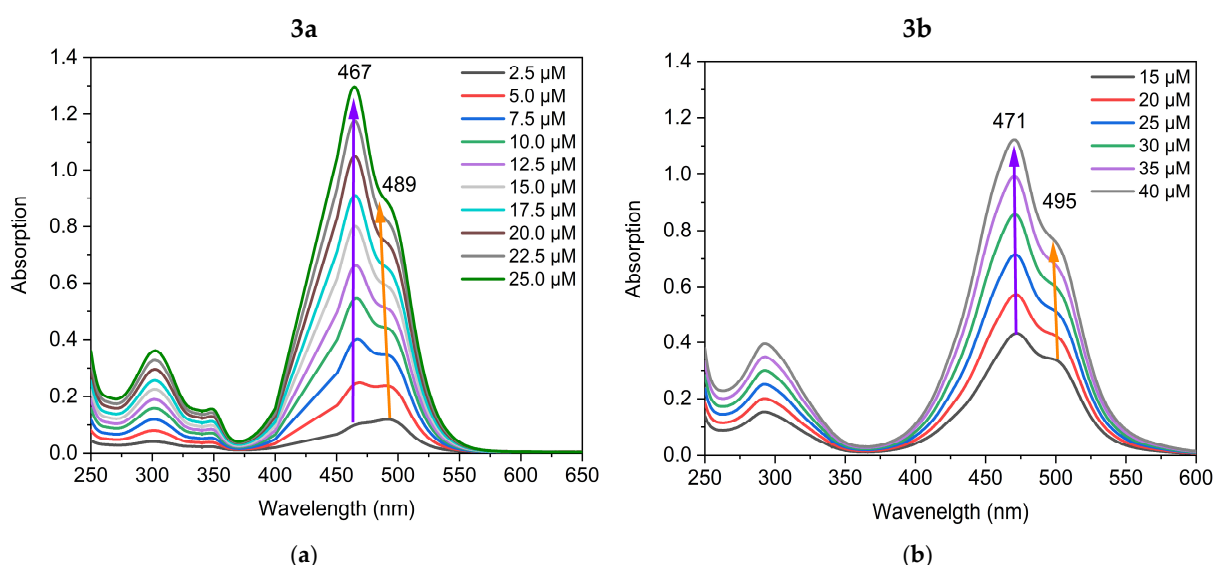 3a
1.4
1.2
1.0
0.8
0.6
0.4
0.2
0.0
Absorption
250 300 350 400 450 500 550 600 650
Wavelength (nm)
467
489
2.5 µM
5.0 µM
7.5 µM
10.0 µM
12.5 µM
15.0 µM
17.5 µM
20.0 µM
22.5 µM
25.0 µM
(a)
3b
1.4
1.2
1.0
0.8
0.6
0.4
0.2
0.0
Absorption
250 300 350 400 450 500 550 600
Wavenelgth (nm)
471
495
15 µM
20 µM
25 µM
30 µM
35 µM
40 µM
(b)